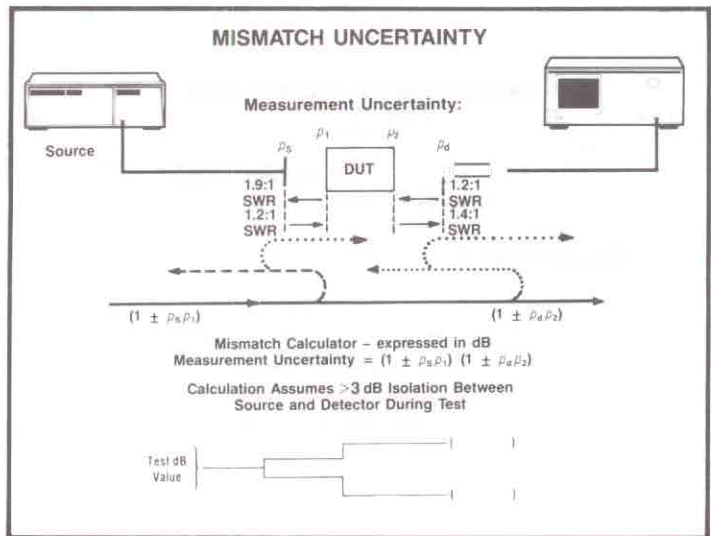 MISMATCH UNCERTAINTY
Measurement Uncertainty:
Source
ρs
ρ1
ρ2
ρd
DUT
1.9:1
SWR
1.2:1
SWR
1.2:1
SWR
1.4:1
SWR
(1 ± ρsρ1)
(1 ± ρdρ2)
Mismatch Calculator – expressed in dB
Measurement Uncertainty = (1 ± ρsρ1) (1 ± ρdρ2)
Calculation Assumes >3 dB Isolation Between
Source and Detector During Test
Test dB
Value
( )
( )